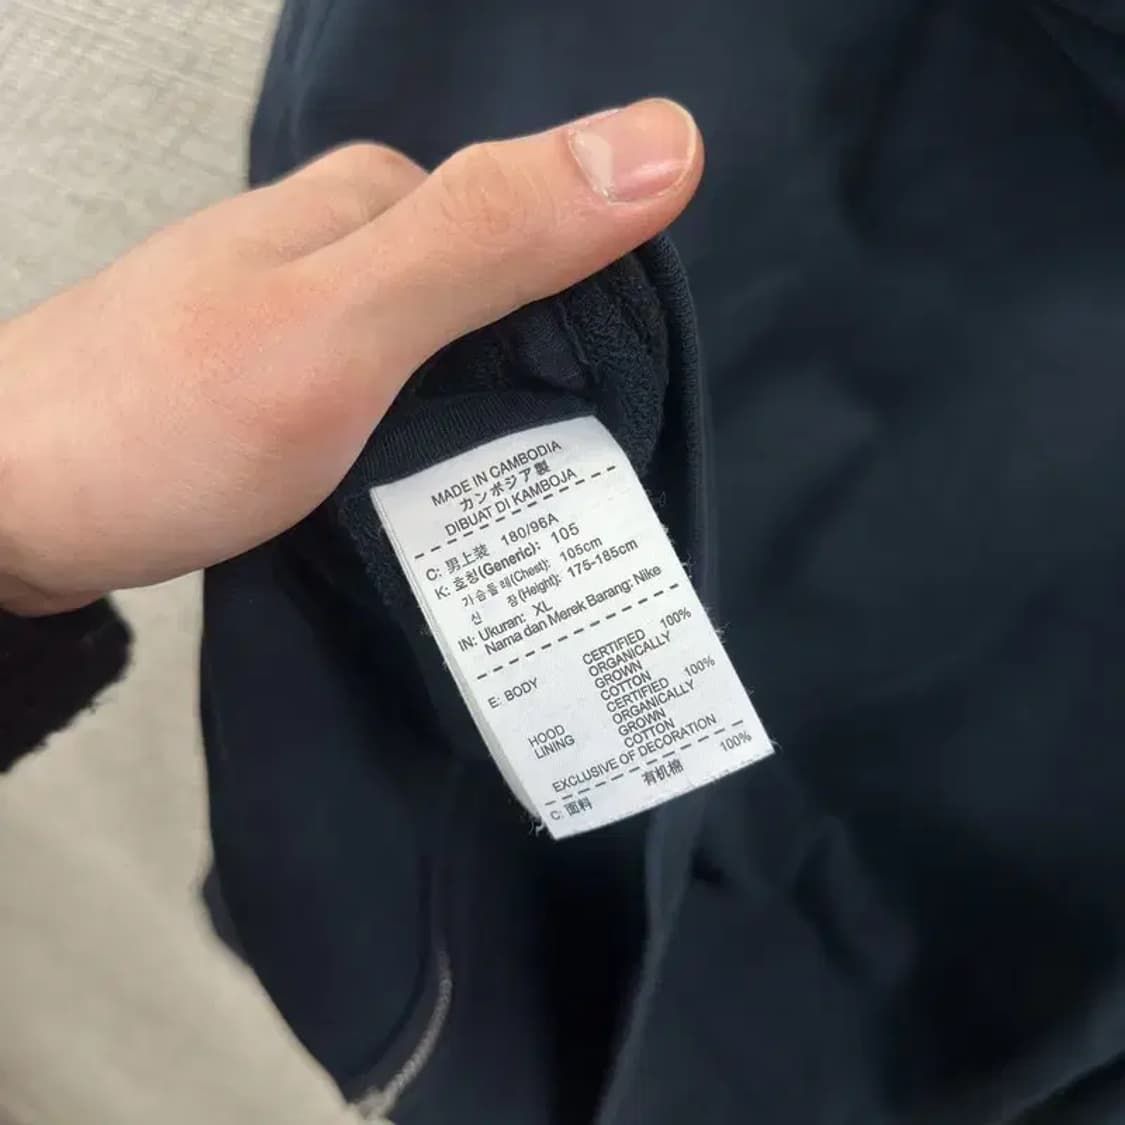 MADE IN CAMBODIA
カンボジア製
DIBUAT DI KAMBOJA
C: 男上装 180/96A
K: 호칭(Generic): 105
가슴둘레(Chest): 105cm
신 장(Height): 175-185cm
IN: Ukuran: XL
Nama dan Merek Barang: Nike
E: BODY CERTIFIED 100%
ORGANICALLY
GROWN
COTTON
HOOD LINING CERTIFIED 100%
ORGANICALLY
GROWN
COTTON
EXCLUSIVE OF DECORATION
C: 面料 有机棉 100%